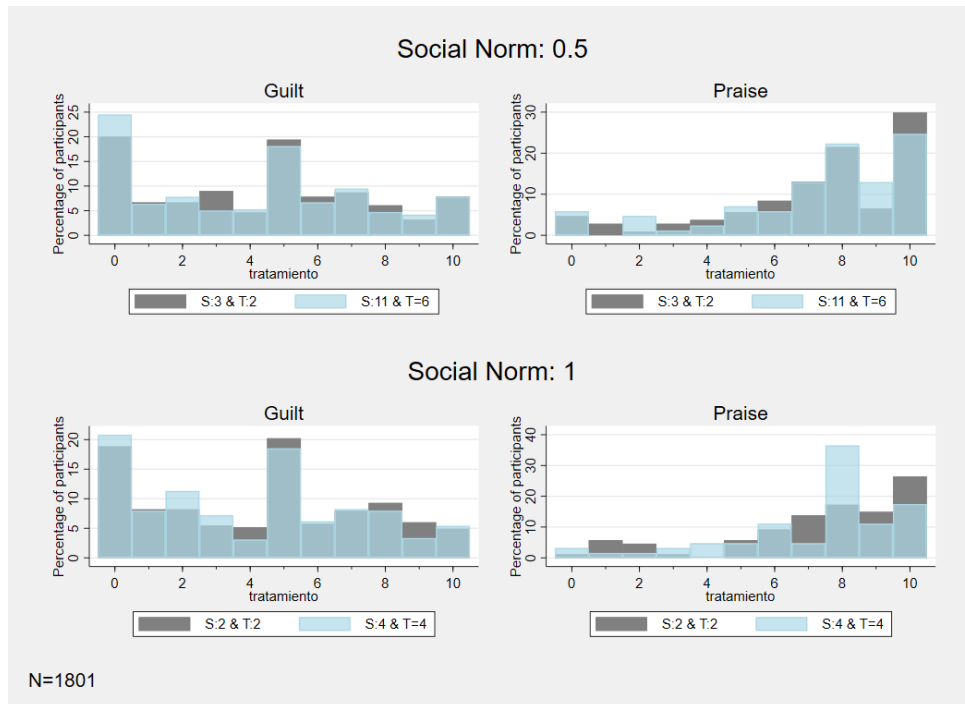 Social Norm: 0.5
Guilt
Praise
Percentage of participants
0 5 10 15 20 25
0 2 4 6 8 10
tratamiento
S:3 & T:2 S:11 & T=6
Percentage of participants
0 10 20 30
0 2 4 6 8 10
tratamiento
S:3 & T:2 S:11 & T=6
Social Norm: 1
Guilt
Praise
Percentage of participants
0 5 10 15 20
0 2 4 6 8 10
tratamiento
S:2 & T:2 S:4 & T=4
Percentage of participants
0 10 20 30 40
0 2 4 6 8 10
tratamiento
S:2 & T:2 S:4 & T=4
N=1801